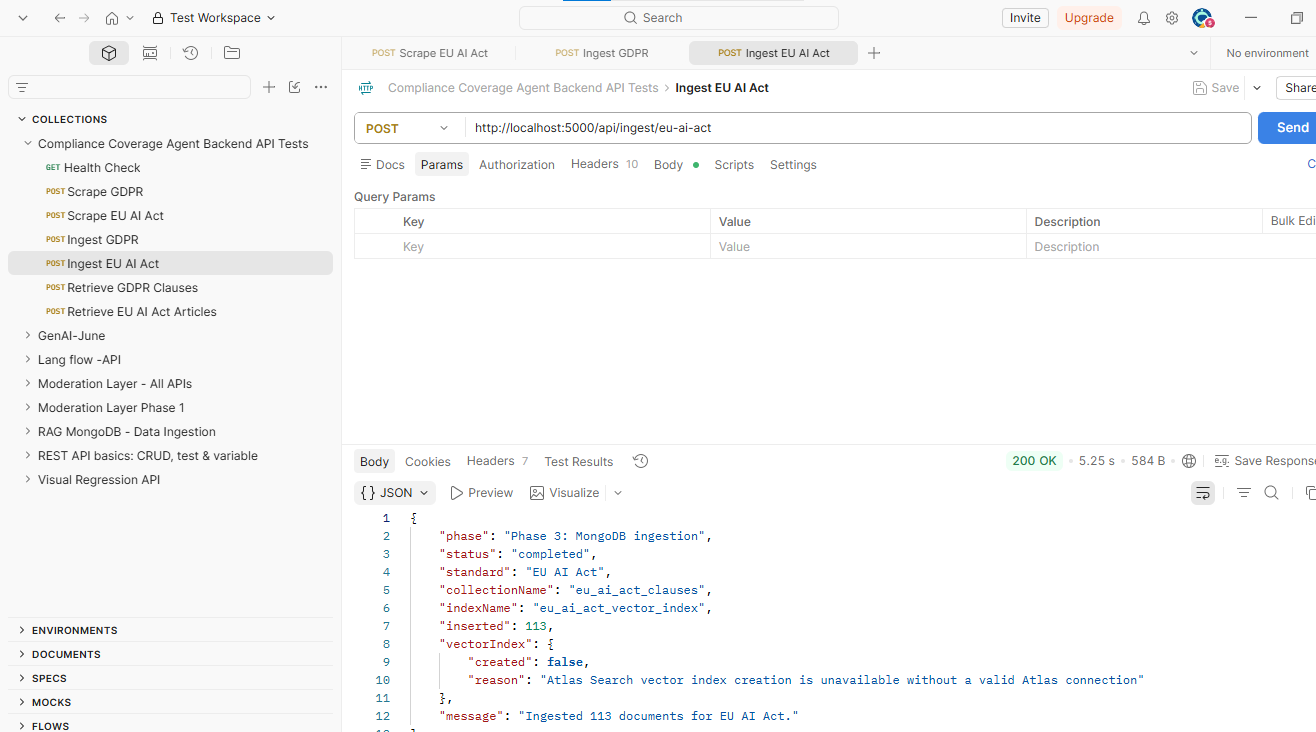 Test Workspace
Search
Invite
Upgrade
POST Scrape EU AI Act
POST Ingest GDPR
POST Ingest EU AI Act
No environment
HTTP
Compliance Coverage Agent Backend API Tests > Ingest EU AI Act
Save
Share
COLLECTIONS
Compliance Coverage Agent Backend API Tests
GET Health Check
POST Scrape GDPR
POST Scrape EU AI Act
POST Ingest GDPR
POST Ingest EU AI Act
POST Retrieve GDPR Clauses
POST Retrieve EU AI Act Articles
GenAI-June
Lang flow -API
Moderation Layer - All APIs
Moderation Layer Phase 1
RAG MongoDB - Data Ingestion
REST API basics: CRUD, test & variable
Visual Regression API
ENVIRONMENTS
DOCUMENTS
SPECS
MOCKS
FLOWS
POST
http://localhost:5000/api/ingest/eu-ai-act
Send
Docs Params Authorization Headers 10 Body Scripts Settings
C
Query Params
Key Value Description Bulk Edi
Key Value Description
Body Cookies Headers 7 Test Results
200 OK • 5.25 s • 584 B • e.g. Save Response
{} JSON Preview Visualize
1 {
2 "phase": "Phase 3: MongoDB ingestion",
3 "status": "completed",
4 "standard": "EU AI Act",
5 "collectionName": "eu_ai_act_clauses",
6 "indexName": "eu_ai_act_vector_index",
7 "inserted": 113,
8 "vectorIndex": {
9 "created": false,
10 "reason": "Atlas Search vector index creation is unavailable without a valid Atlas connection"
11 },
12 "message": "Ingested 113 documents for EU AI Act."